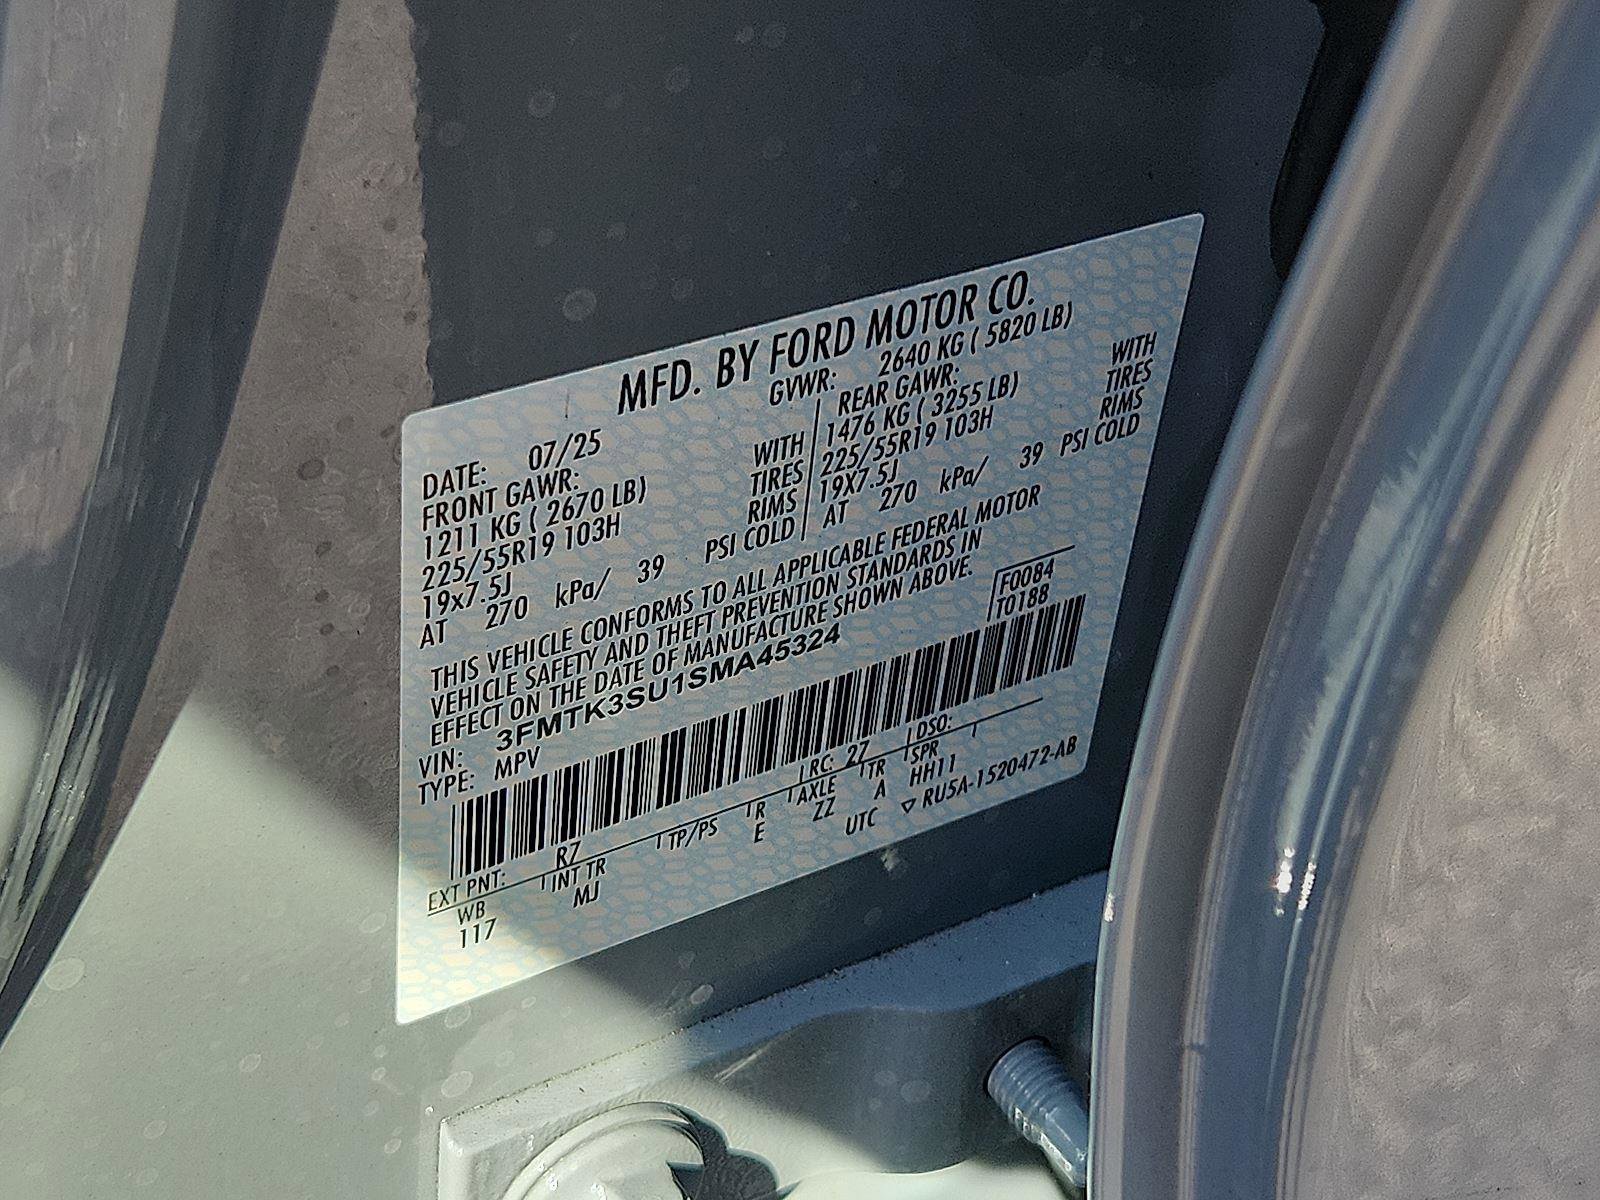 MFD. BY FORD MOTOR CO.
DATE: 07/25 GVWR: 2640 KG ( 5820 LB)
FRONT GAWR: REAR GAWR:
1211 KG ( 2670 LB) WITH 1476 KG ( 3255 LB) WITH
225/55R19 103H TIRES 225/55R19 103H TIRES
19x7.5J RIMS 19X7.5J RIMS
AT 270 kPa/ 39 PSI COLD AT 270 kPa/ 39 PSI COLD
THIS VEHICLE CONFORMS TO ALL APPLICABLE FEDERAL MOTOR
VEHICLE SAFETY AND THEFT PREVENTION STANDARDS IN
EFFECT ON THE DATE OF MANUFACTURE SHOWN ABOVE.
VIN: 3FMTK3SU1SMA45324 F0084
TYPE: MPV T0188
EXT PNT: R7 RC: 27 DSO:
WB INT TR TP/PS R AXLE TR SPR
117 MJ E ZZ A HH11
UTC ▽ RU5A-1520472-AB